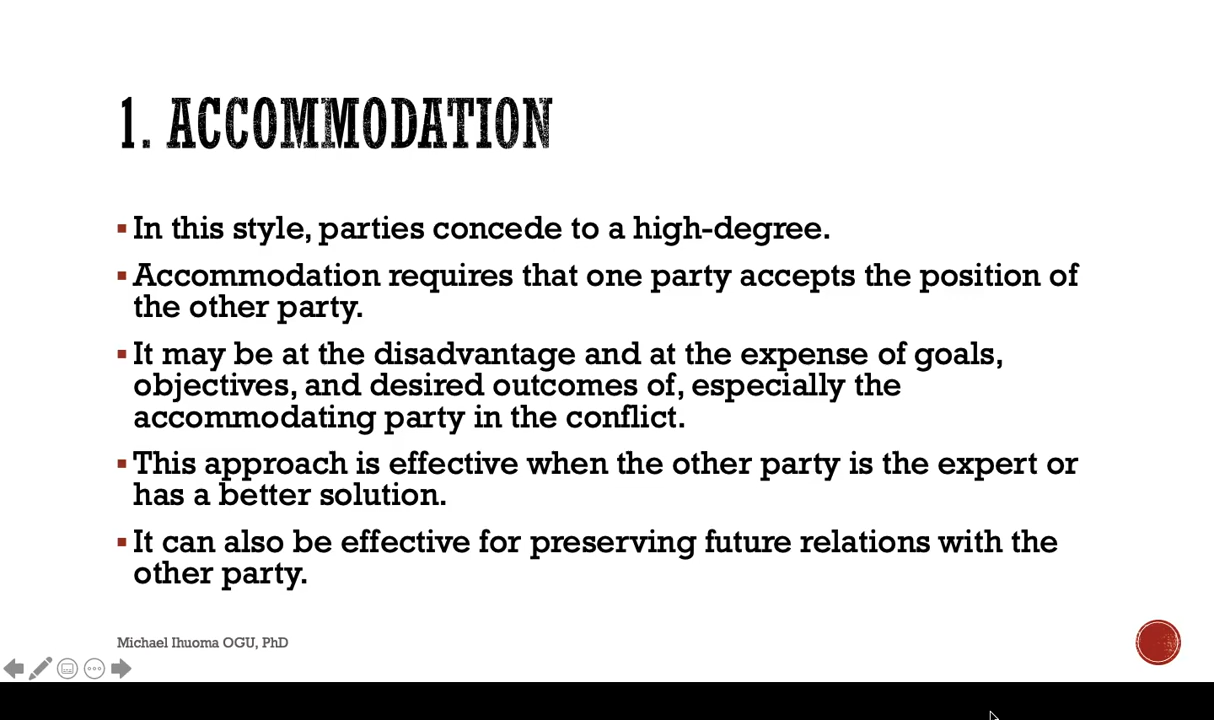 1. ACCOMMODATION
▪In this style, parties concede to a high-degree.
▪Accommodation requires that one party accepts the position of
the other party.
▪It may be at the disadvantage and at the expense of goals,
objectives, and desired outcomes of, especially the
accommodating party in the conflict.
▪This approach is effective when the other party is the expert or
has a better solution.
▪It can also be effective for preserving future relations with the
other party.
Michael Ihuoma OGU, PhD